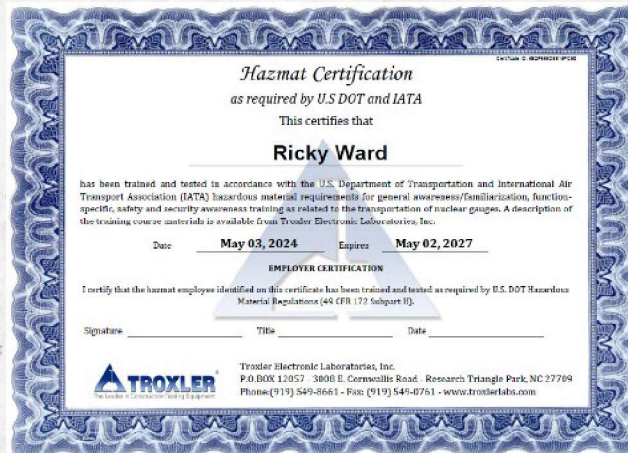 Hazmat Certification
as required by U.S DOT and IATA
This certifies that
Ricky Ward
has been trained and tested in accordance with the U.S. Department of Transportation and International Air
Transport Association (IATA) hazardous material requirements for general awareness/familiarization, function-
specific, safety and security awareness training as related to the transportation of nuclear gauges. A description of
the training course materials is available from Troxler Electronic Laboratories, Inc.
Date May 03, 2024 Expires May 02, 2027
EMPLOYER CERTIFICATION
I certify that the hazmat employee identified on this certificate has been trained and tested as required by U.S. DOT Hazardous
Material Regulations (49 CFR 172 Subpart H).
Signature Title Date
TROXLER
The Leader in Construction Testing Equipment
Troxler Electronic Laboratories, Inc.
P.O.BOX 12057 - 3008 E. Cornwallis Road - Research Triangle Park, NC 27709
Phone:(919) 549-8661 - Fax: (919) 549-0761 - www.troxlerlabs.com